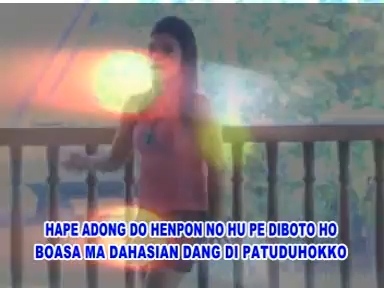 HAPE ADONG DO HENPON NO HU PE DIBOTO HO
BOASA MA DAHASIAN DANG DI PATUDUHOKKO